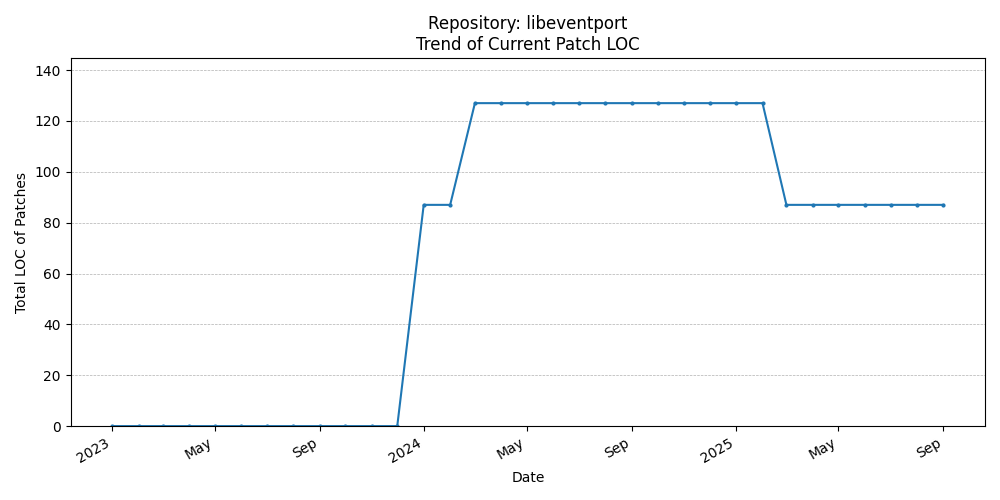 Repository: libeventport
Trend of Current Patch LOC
Total LOC of Patches
140
120
100
80
60
40
20
0
2023
May
Sep
2024
May
Sep
2025
May
Sep
Date